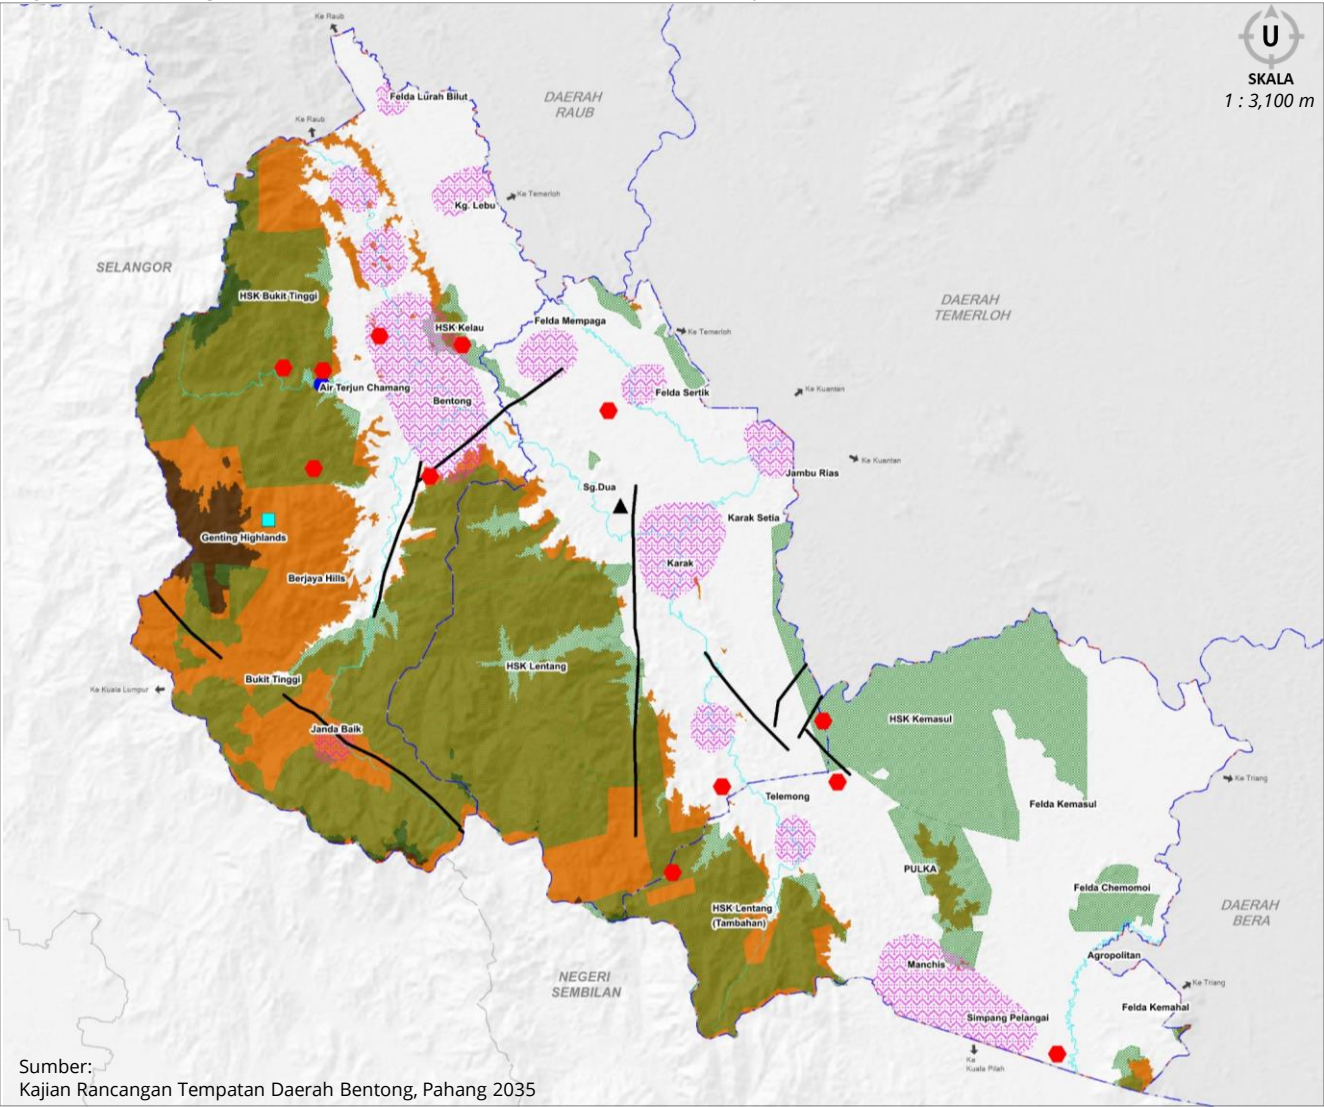 Ke Raub
U
SKALA
1 : 3,100 m
Felda Lurah Bilut
DAERAH
RAUB
Ke Raub
Ke Temerloh
Kg. Lebu
SELANGOR
HSK Bukit Tinggi
DAERAH
TEMERLOH
Felda Mempaga
HSK Kelau
Ke Temerloh
Air Terjun Chamang
Felda Sertik
Ke Kuantan
Bentong
Ke Kuantan
Jambu Rias
Sg.Dua
Karak Setia
Genting Highlands
Karak
Berjaya Hills
HSK Lentang
Bukit Tinggi
Ke Kuala Lumpur
HSK Kemasul
Janda Baik
Ke Triang
Telemong
Felda Kemasul
PULKA
Felda Chemomoi
HSK Lentang
(Tambahan)
DAERAH
BERA
Agropolitan
Manchis
NEGERI
SEMBILAN
Ke Triang
Felda Kemahal
Simpang Pelangai
Ke
Kuala Pilah
Sumber:
Kajian Rancangan Tempatan Daerah Bentong, Pahang 2035